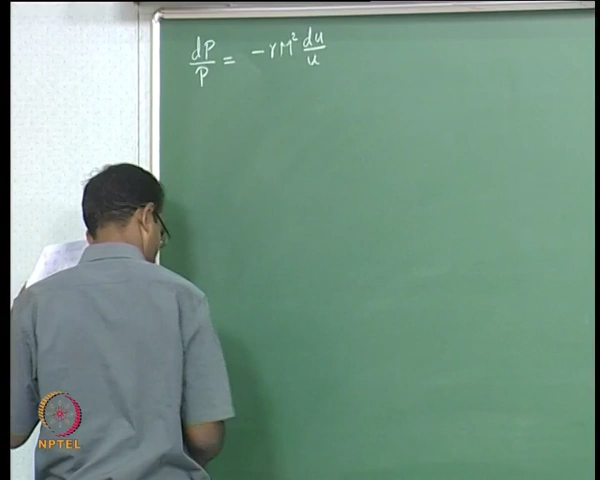 dP/P = -γM² du/u
NPTEL